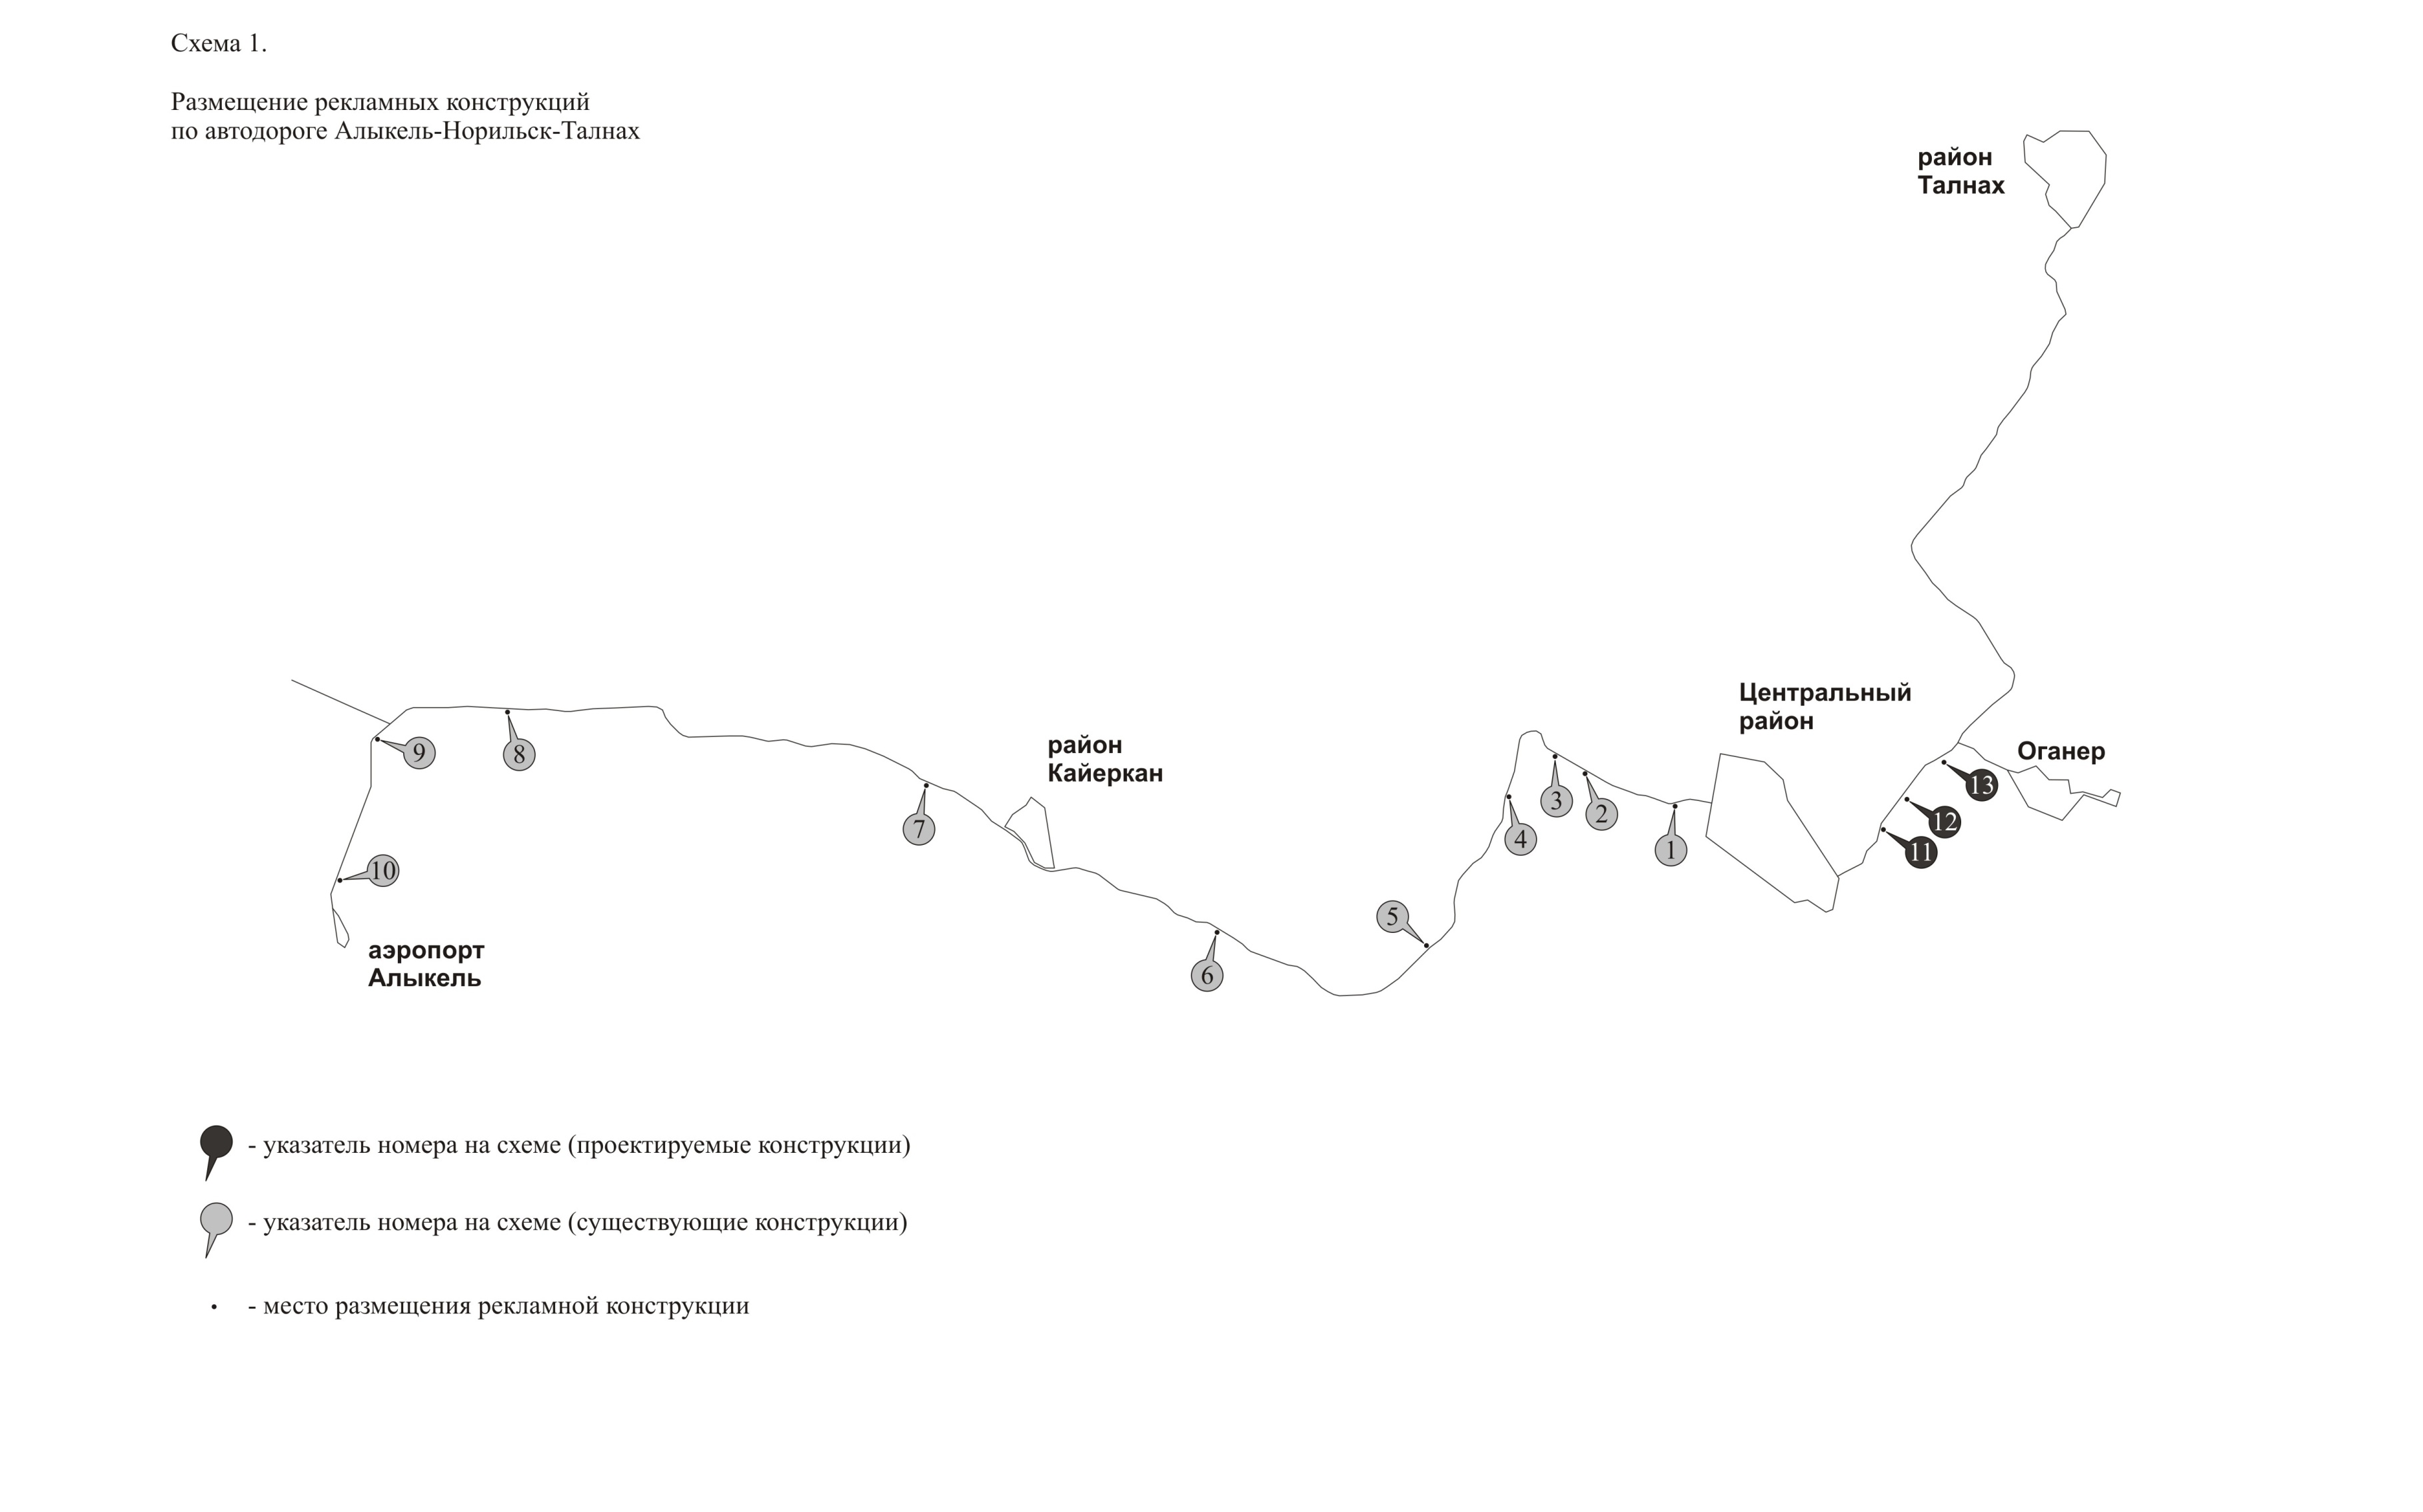 Схема 1.
Размещение рекламных конструкций
по автодороге Алыкель-Норильск-Талнах
район
Талнах
Центральный
район
Оганер
район
Кайеркан
9
8
7
3
2
4
1
13
12
11
10
5
6
аэропорт
Алыкель
- указатель номера на схеме (проектируемые конструкции)
- указатель номера на схеме (существующие конструкции)
- место размещения рекламной конструкции